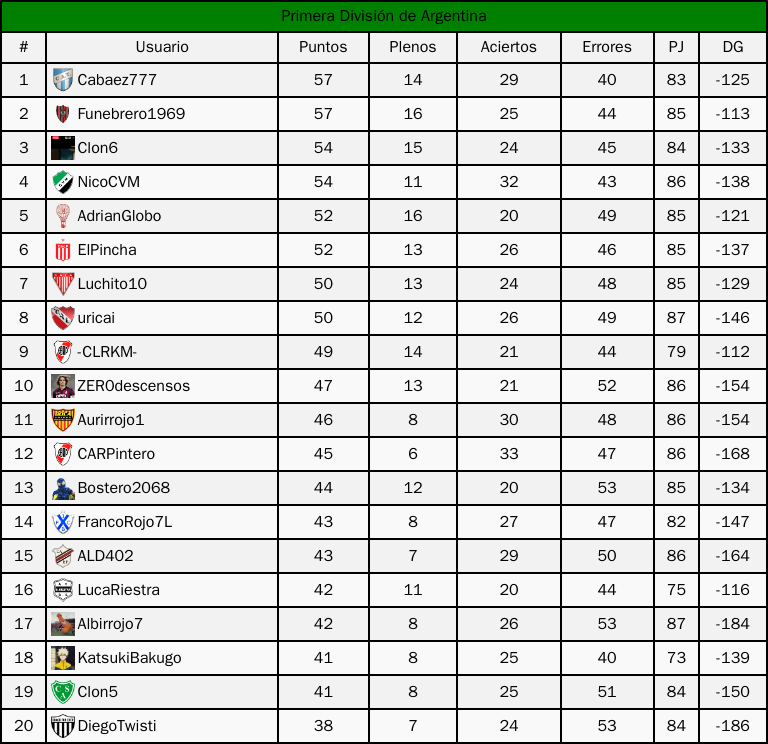 Primera División de Argentina
# Usuario Puntos Plenos Aciertos Errores PJ DG
1 Cabaez777 57 14 29 40 83 -125
2 Funebrero1969 57 16 25 44 85 -113
3 Clon6 54 15 24 45 84 -133
4 NicoCVM 54 11 32 43 86 -138
5 AdrianGlobo 52 16 20 49 85 -121
6 ElPincha 52 13 26 46 85 -137
7 Luchito10 50 13 24 48 85 -129
8 uricai 50 12 26 49 87 -146
9 -CLRKM- 49 14 21 44 79 -112
10 ZER0descensos 47 13 21 52 86 -154
11 Aurirrojo1 46 8 30 48 86 -154
12 CARPintero 45 6 33 47 86 -168
13 Bostero2068 44 12 20 53 85 -134
14 FrancoRojo7L 43 8 27 47 82 -147
15 ALD402 43 7 29 50 86 -164
16 LucaRiestra 42 11 20 44 75 -116
17 Albirrojo7 42 8 26 53 87 -184
18 KatsukiBakugo 41 8 25 40 73 -139
19 Clon5 41 8 25 51 84 -150
20 DiegoTwisti 38 7 24 53 84 -186